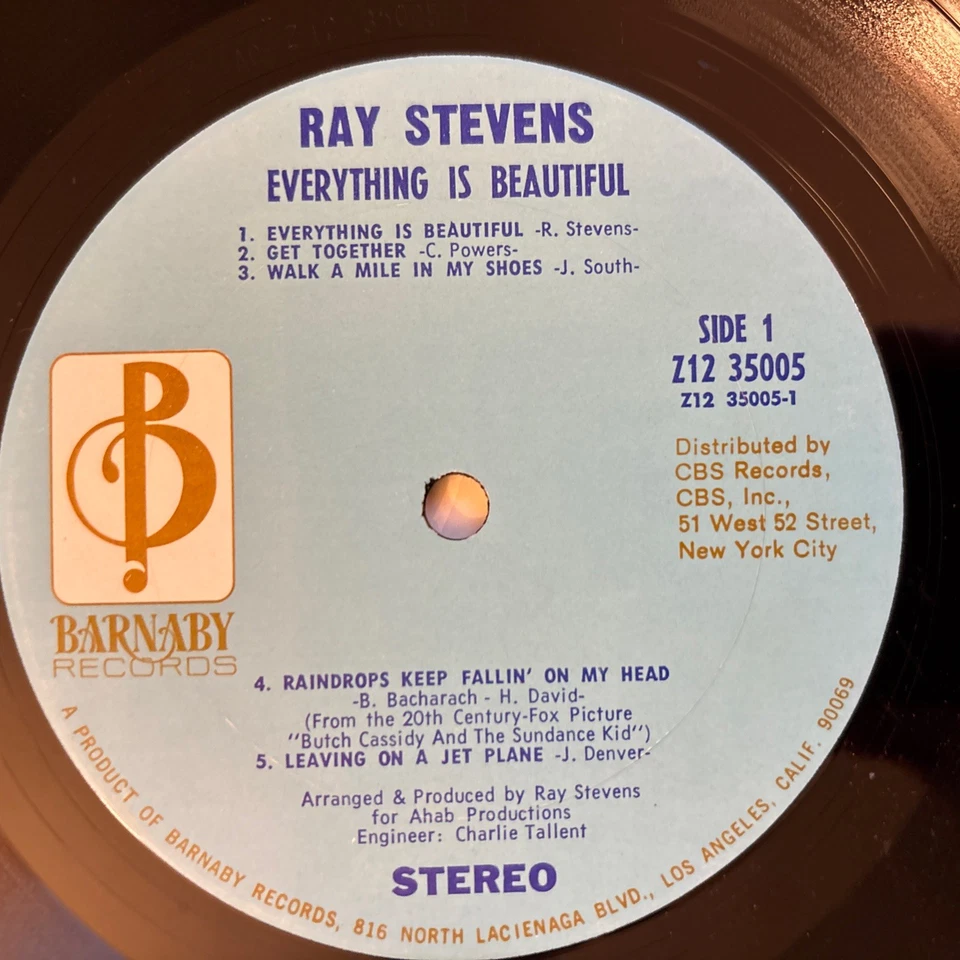 RAY STEVENS
EVERYTHING IS BEAUTIFUL
1. EVERYTHING IS BEAUTIFUL -R. Stevens-
2. GET TOGETHER -C. Powers-
3. WALK A MILE IN MY SHOES -J. South-
SIDE 1
Z12 35005
Z12 35005-1
Distributed by
CBS Records,
CBS, Inc.,
51 West 52 Street,
New York City
B
BARNABY
RECORDS
4. RAINDROPS KEEP FALLIN' ON MY HEAD
-B. Bacharach - H. David-
(From the 20th Century-Fox Picture
"Butch Cassidy And The Sundance Kid")
5. LEAVING ON A JET PLANE -J. Denver-
Arranged & Produced by Ray Stevens
for Ahab Productions
Engineer: Charlie Tallent
STEREO
A PRODUCT OF BARNABY RECORDS, 816 NORTH LACIENAGA BLVD., LOS ANGELES, CALIF. 90069